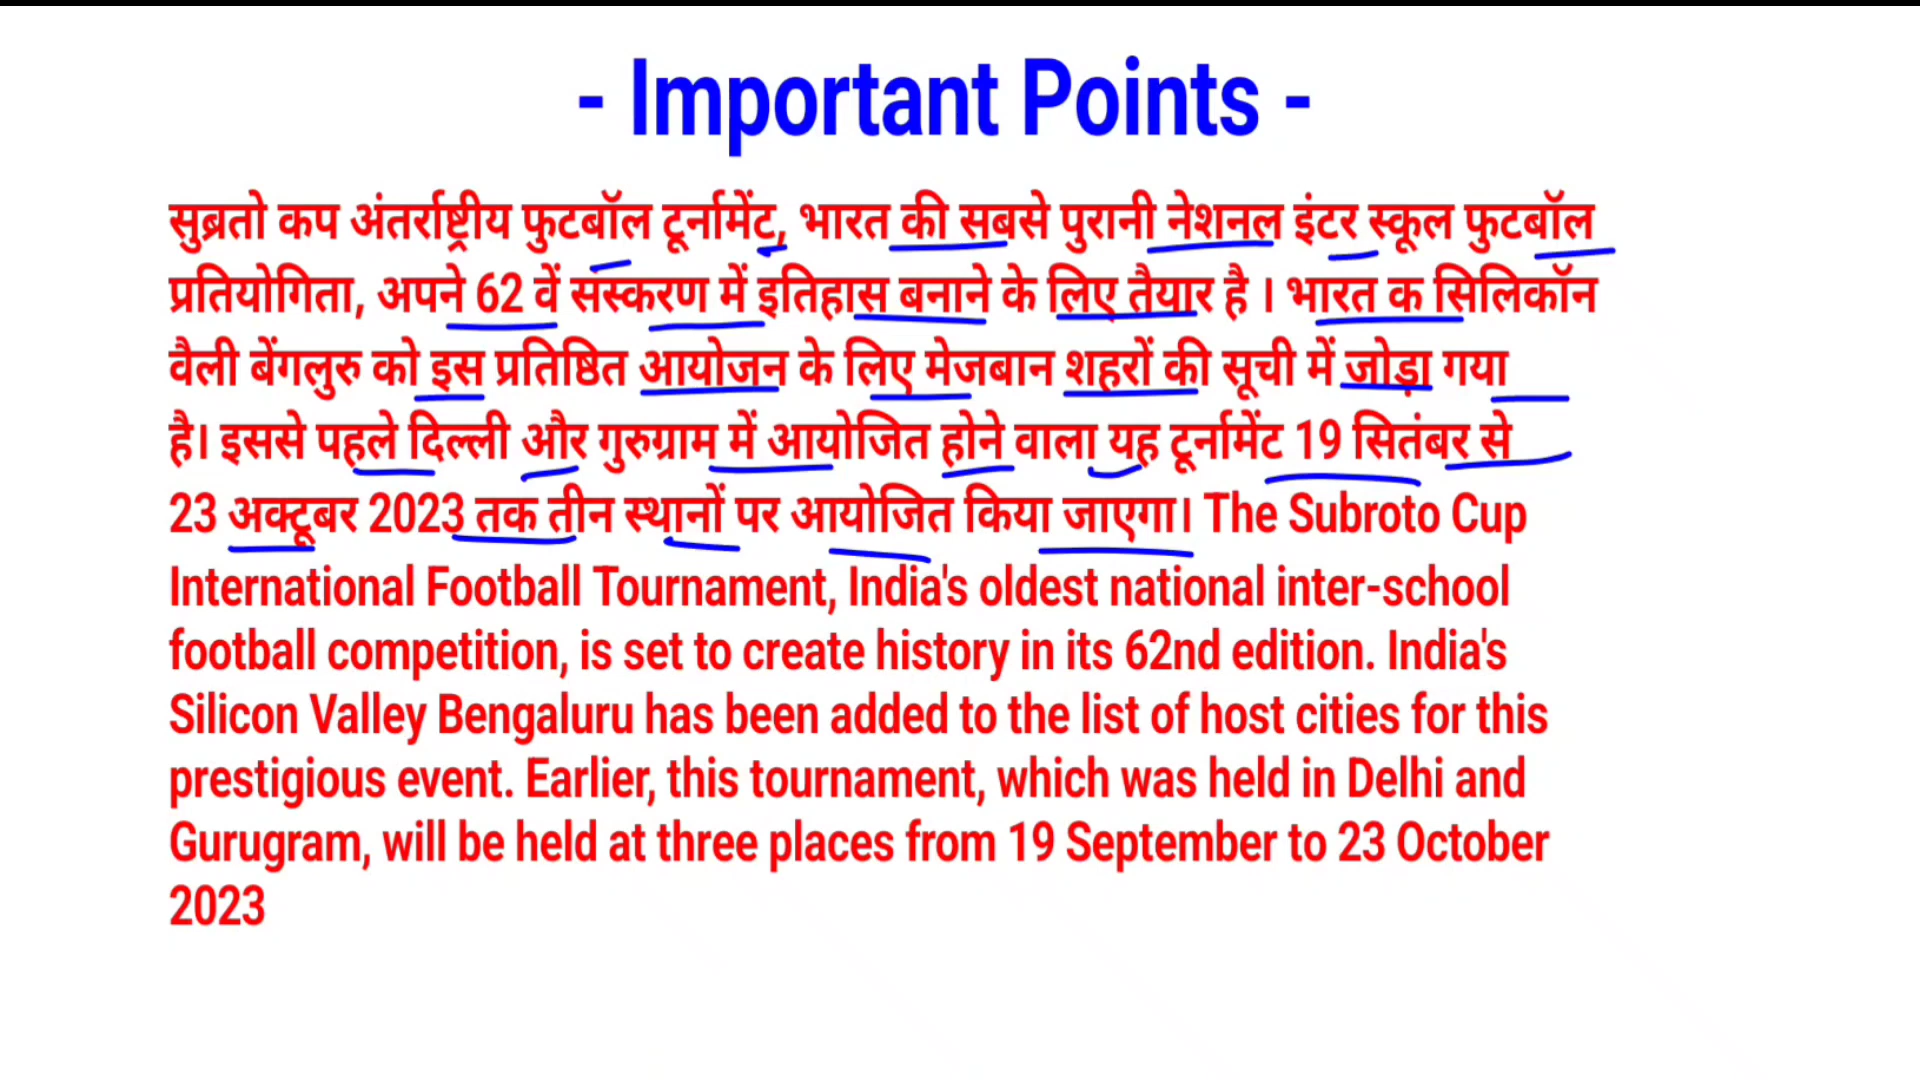 - Important Points -
सुब्रतो कप अंतर्राष्ट्रीय फुटबॉल टूर्नामेंट, भारत की सबसे पुरानी नेशनल इंटर स्कूल फुटबॉल
प्रतियोगिता, अपने 62 वें संस्करण में इतिहास बनाने के लिए तैयार है । भारत क सिलिकॉन
वैली बेंगलुरु को इस प्रतिष्ठित आयोजन के लिए मेजबान शहरों की सूची में जोड़ा गया
है। इससे पहले दिल्ली और गुरुग्राम में आयोजित होने वाला यह टूर्नामेंट 19 सितंबर से
23 अक्टूबर 2023 तक तीन स्थानों पर आयोजित किया जाएगा। The Subroto Cup
International Football Tournament, India's oldest national inter-school
football competition, is set to create history in its 62nd edition. India's
Silicon Valley Bengaluru has been added to the list of host cities for this
prestigious event. Earlier, this tournament, which was held in Delhi and
Gurugram, will be held at three places from 19 September to 23 October
2023